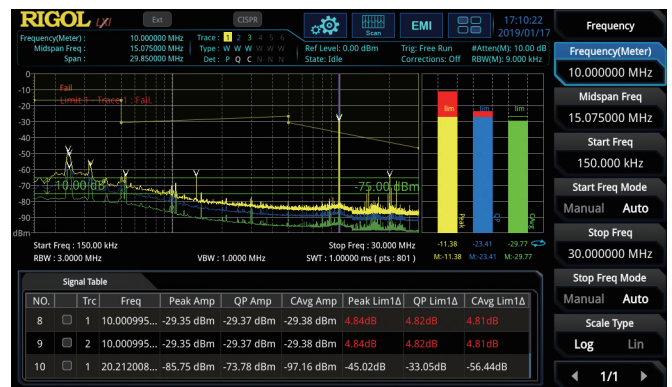 RIGOL LXI Ext CISPR Scan EMI 17:10:22 2019/01/17
Frequency(Meter) : 10.000000 MHz Trace : 1 2 3 4 5 6
Midspan Freq : 15.075000 MHz Type : W W W W W W Ref Level: 0.00 dBm Trig: Free Run #Atten(M): 10.00 dB
Span : 29.850000 MHz Det : P Q C N N N State: Idle Corrections: Off RBW(M): 9.000 kHz
0
-10
-20
-30
-40
-50
-60
-70
-80
-90
dBm
Fail
Limit 1 - Trace 1 : Fail.
10.00 dB
-75.00 dBm
lim lim lim
Peak QP CAvg
Start Freq : 150.00 kHz Stop Freq : 30.000 MHz -11.38 -23.41 -29.77
RBW : 3.0000 MHz VBW : 1.0000 MHz SWT : 1.00000 ms ( pts : 801 ) M:-11.38 M:-23.41 M:-29.77
Signal Table
NO. Trc Freq Peak Amp QP Amp CAvg Amp Peak Lim1Δ QP Lim1Δ CAvg Lim1Δ
8 1 10.000995... -29.35 dBm -29.37 dBm -29.38 dBm 4.84dB 4.82dB 4.81dB
9 2 10.000995... -29.35 dBm -29.37 dBm -29.38 dBm 4.84dB 4.82dB 4.81dB
10 1 20.212008... -85.75 dBm -73.78 dBm -97.16 dBm -45.02dB -33.05dB -56.44dB
Frequency
Frequency(Meter)
10.000000 MHz
Midspan Freq
15.075000 MHz
Start Freq
150.000 kHz
Start Freq Mode
Manual Auto
Stop Freq
30.000000 MHz
Stop Freq Mode
Manual Auto
Scale Type
Log Lin
1/1